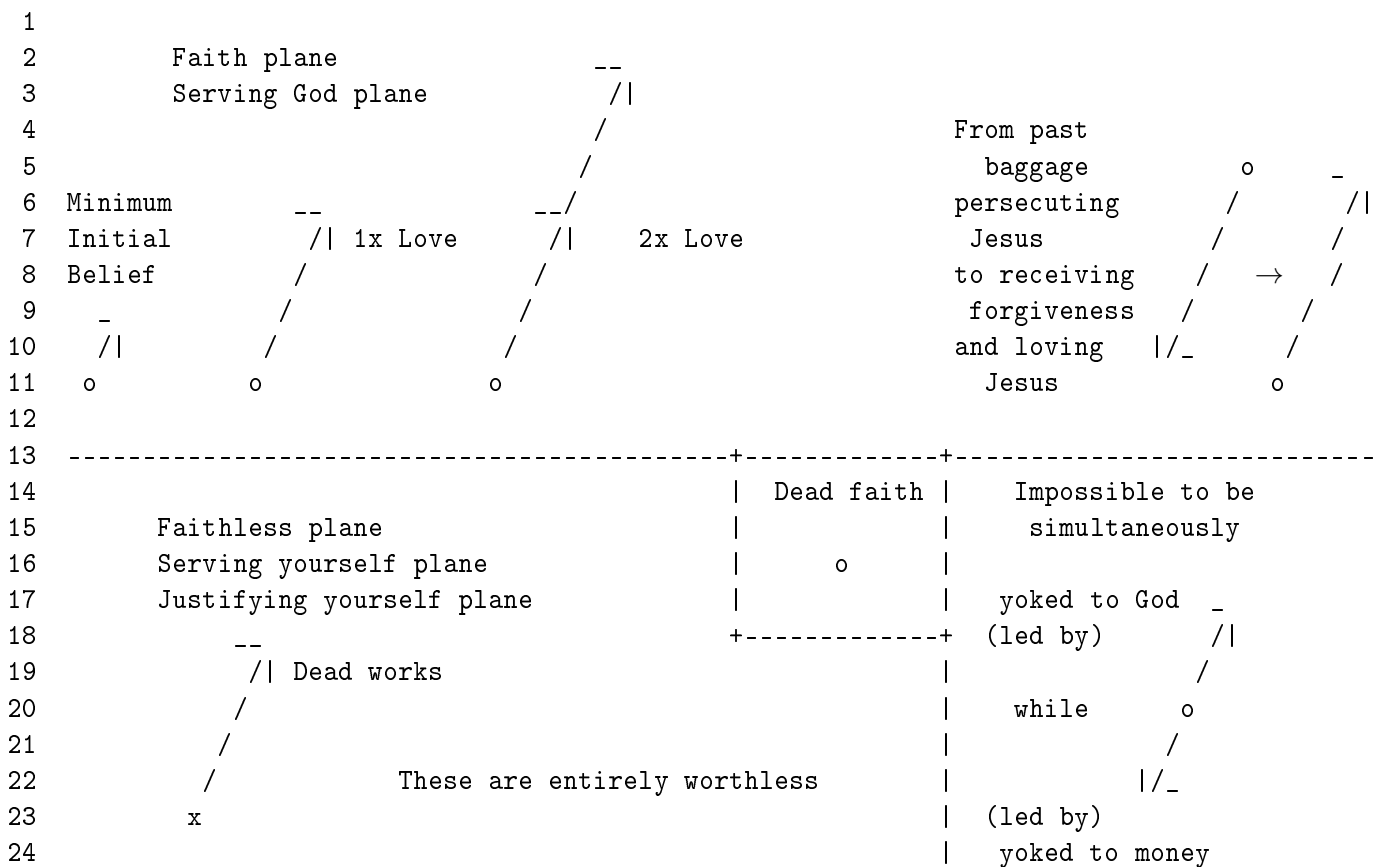 1
2 Faith plane __
3 Serving God plane /|
4 / From past
5 / baggage o _
6 Minimum __ __/ persecuting / /|
7 Initial /| 1x Love /| 2x Love Jesus / /
8 Belief / / to receiving / → /
9 _ / / forgiveness / /
10 /| / / and loving |/_ /
11 o o o Jesus o
12
13 --------------------------------------------+-------------+----------------------------
14 | Dead faith | Impossible to be
15 Faithless plane | | simultaneously
16 Serving yourself plane | o |
17 Justifying yourself plane | | yoked to God _
18 __ +-------------+ (led by) /|
19 /| Dead works | /
20 / | while o
21 / | /
22 / These are entirely worthless | |/_
23 x | (led by)
24 | yoked to money